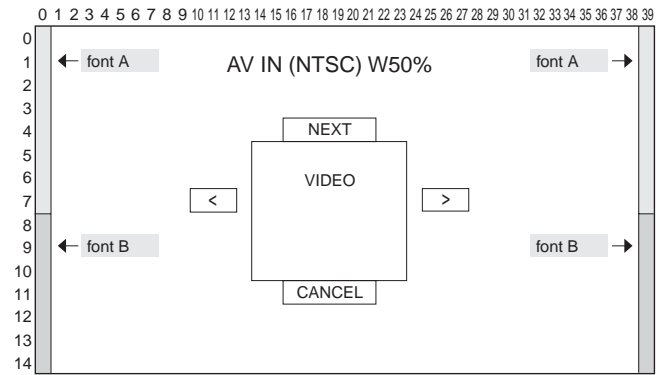 0 1 2 3 4 5 6 7 8 9 10 11 12 13 14 15 16 17 18 19 20 21 22 23 24 25 26 27 28 29 30 31 32 33 34 35 36 37 38 39
0
1 font A AV IN (NTSC) W50% font A
2
3
4 NEXT
5
6 VIDEO
7 < >
8
9 font B font B
10
11 CANCEL
12
13
14